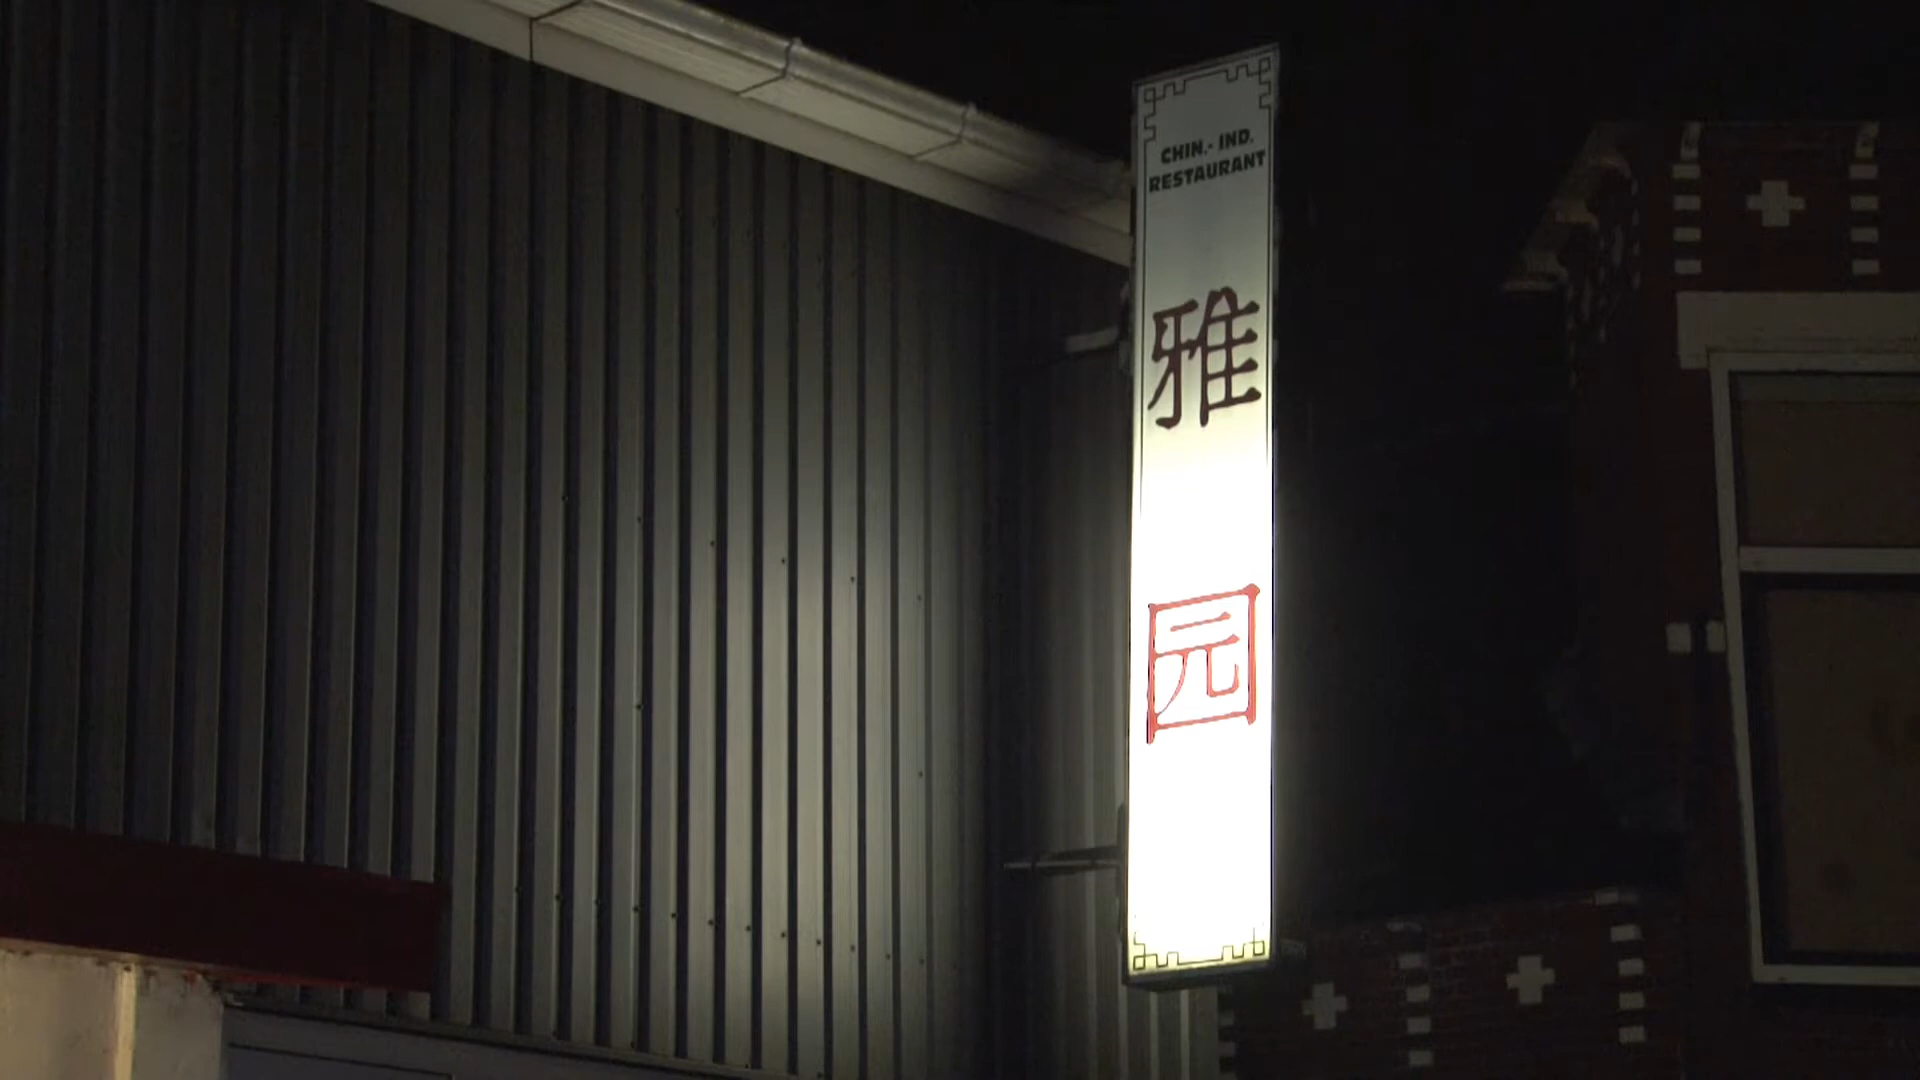 CHIN.- IND.
RESTAURANT
雅
园